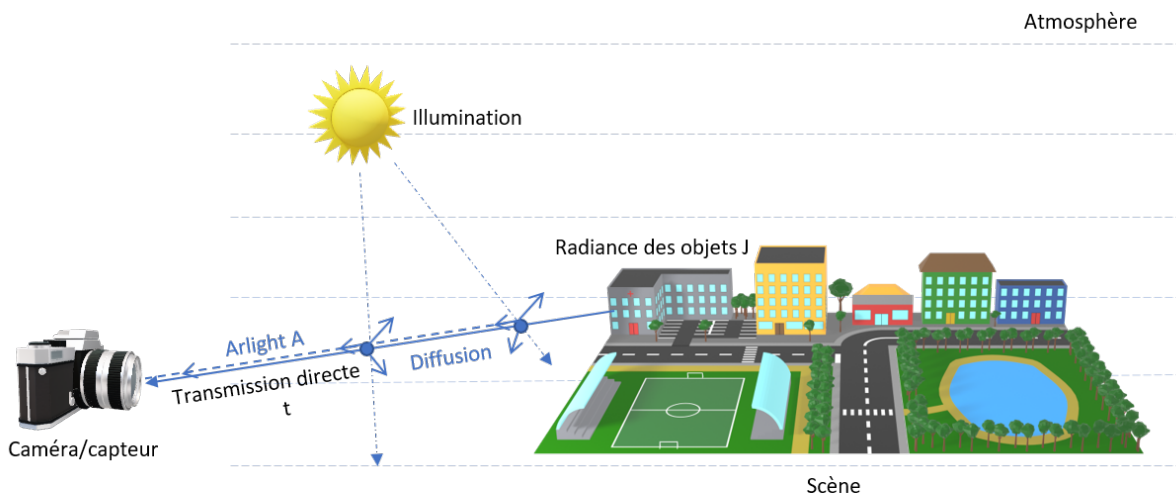 Atmosphère
Illumination
Radiance des objets J
Arlight A
Diffusion
Transmission directe
t
Caméra/capteur
Scène